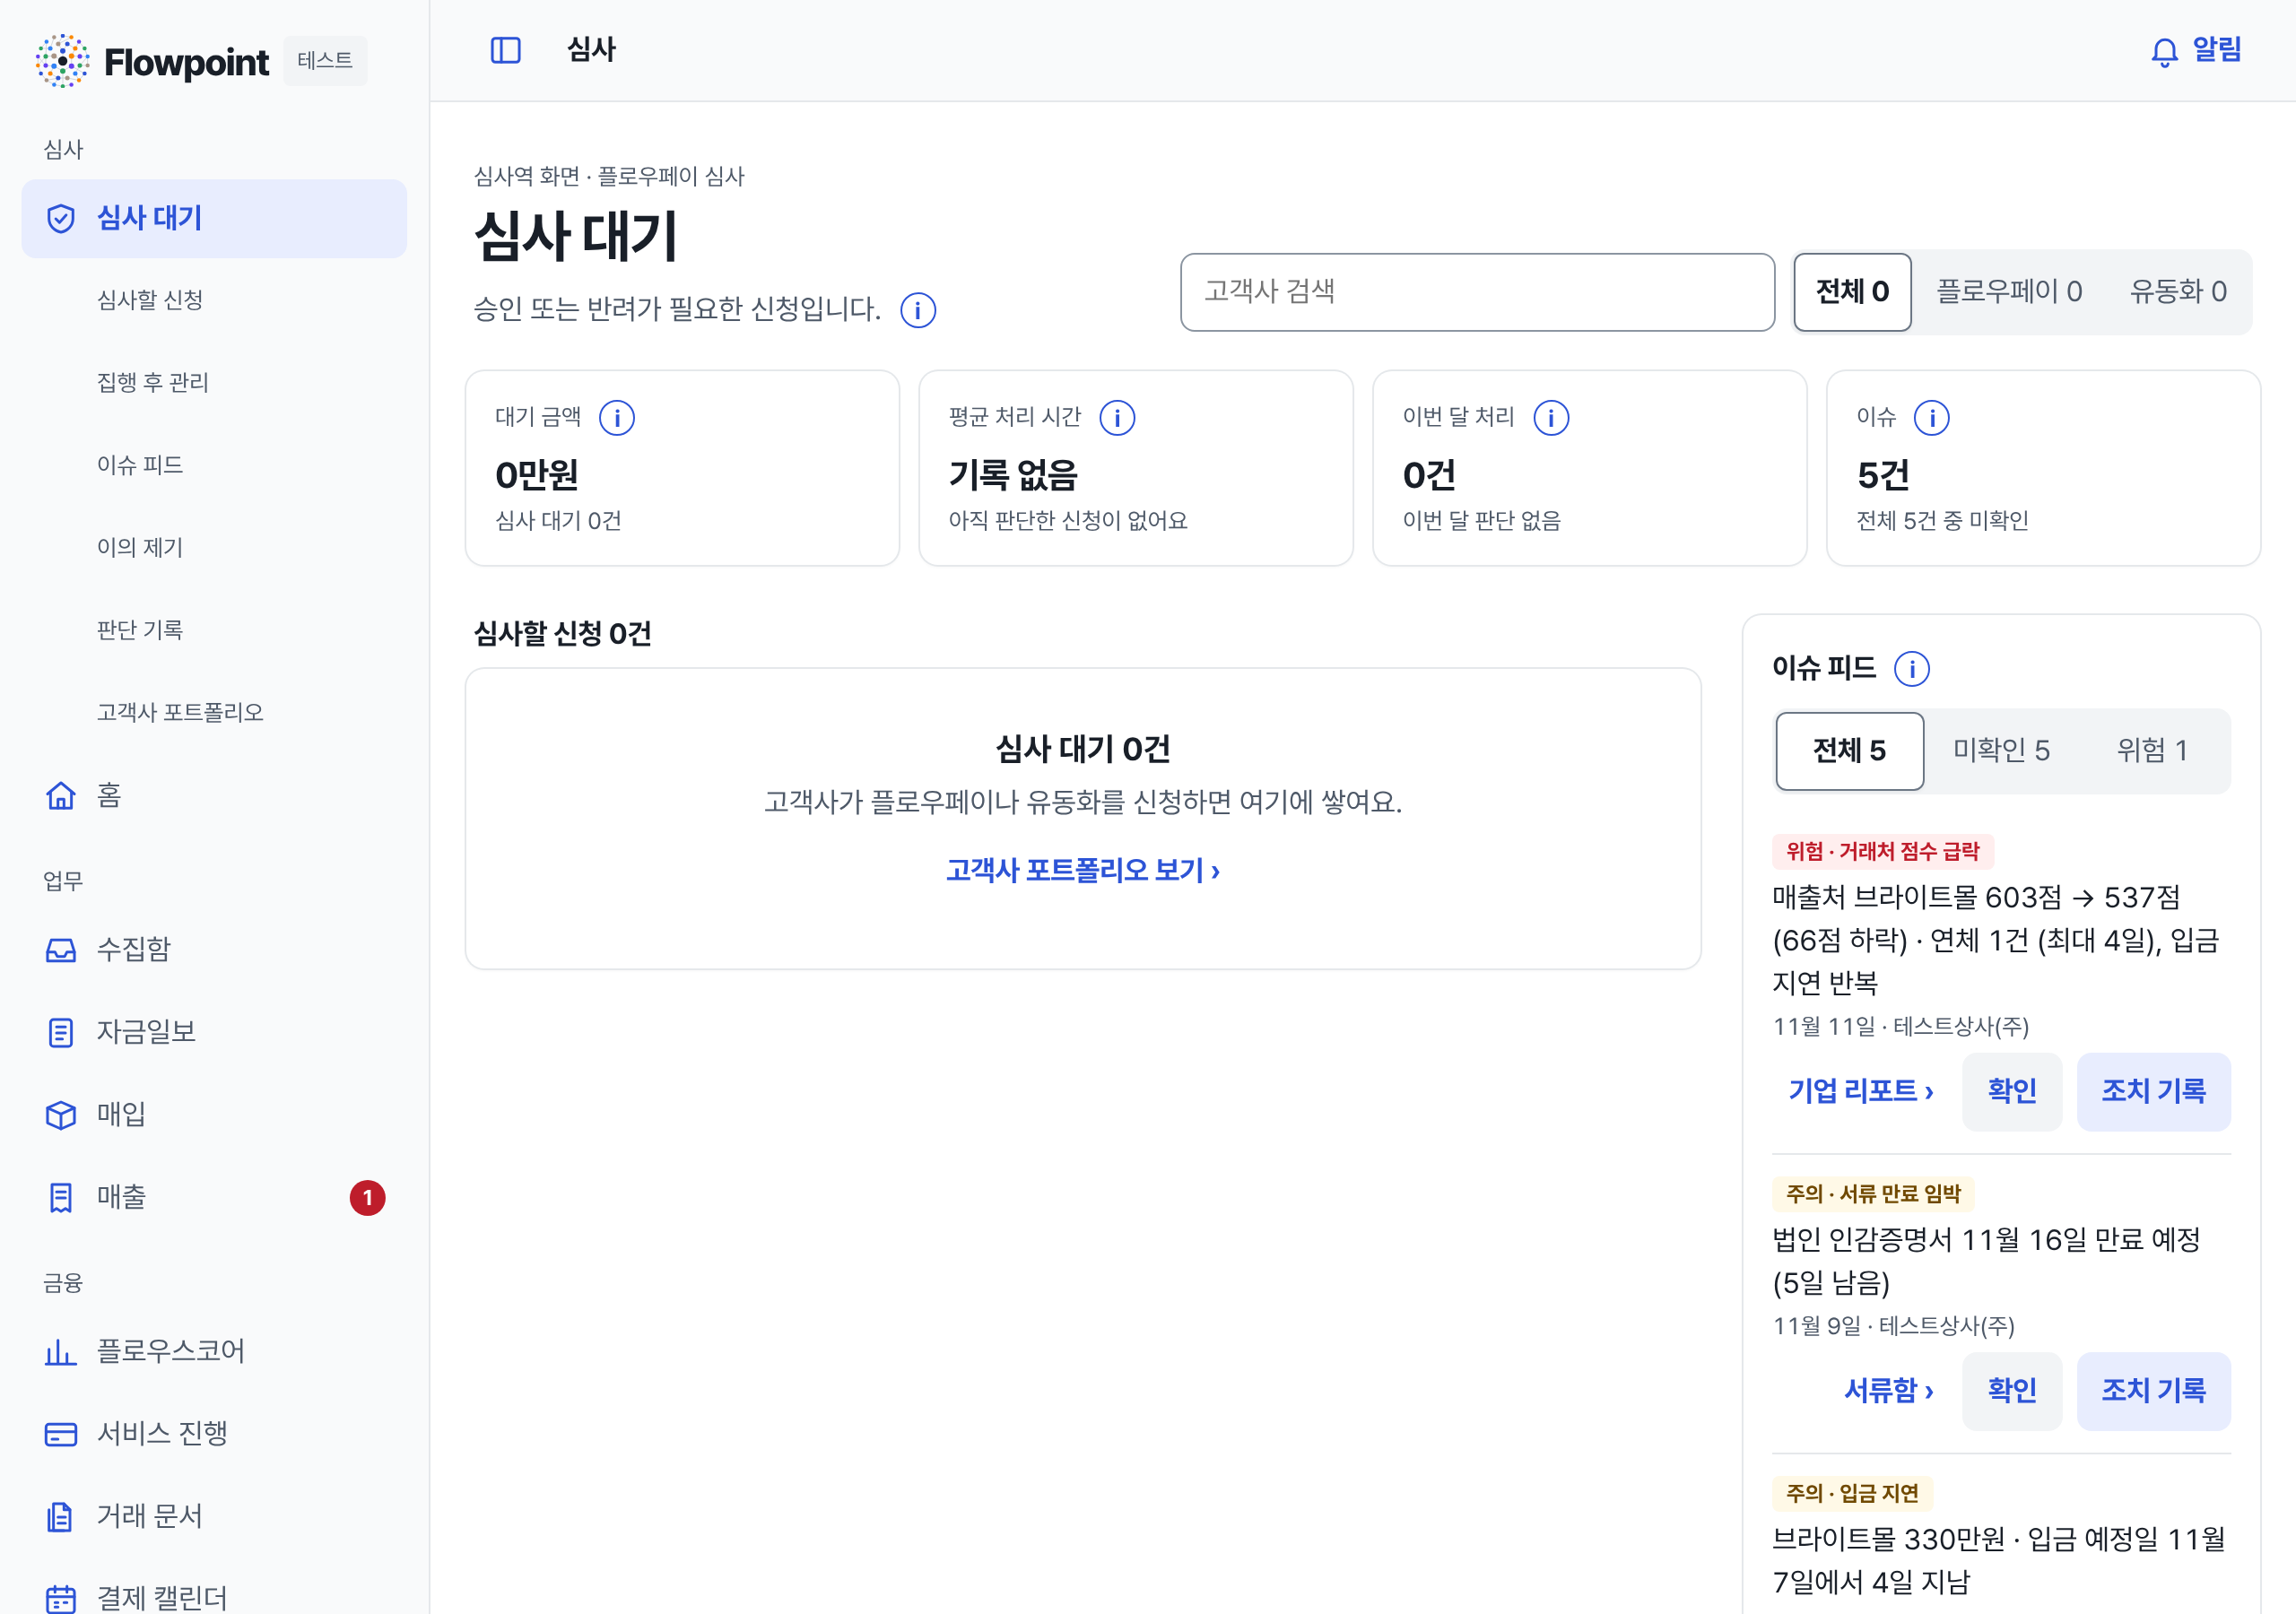 Flowpoint 테스트
심사
심사 대기
심사할 신청
집행 후 관리
이슈 피드
이의 제기
판단 기록
고객사 포트폴리오
홈
업무
수집함
자금일보
매입
매출 1
금융
플로우스코어
서비스 진행
거래 문서
결제 캘린더
심사
알림
심사역 화면 · 플로우페이 심사
심사 대기
승인 또는 반려가 필요한 신청입니다. i
고객사 검색
전체 0 플로우페이 0 유동화 0
대기 금액 i
0만원
심사 대기 0건
평균 처리 시간 i
기록 없음
아직 판단한 신청이 없어요
이번 달 처리 i
0건
이번 달 판단 없음
이슈 i
5건
전체 5건 중 미확인
심사할 신청 0건
심사 대기 0건
고객사가 플로우페이나 유동화를 신청하면 여기에 쌓여요.
고객사 포트폴리오 보기 ›
이슈 피드 i
전체 5 미확인 5 위험 1
위험 · 거래처 점수 급락
매출처 브라이트몰 603점 → 537점
(66점 하락) · 연체 1건 (최대 4일), 입금
지연 반복
11월 11일 · 테스트상사(주)
기업 리포트 › 확인 조치 기록
주의 · 서류 만료 임박
법인 인감증명서 11월 16일 만료 예정
(5일 남음)
11월 9일 · 테스트상사(주)
서류함 › 확인 조치 기록
주의 · 입금 지연
브라이트몰 330만원 · 입금 예정일 11월
7일에서 4일 지남